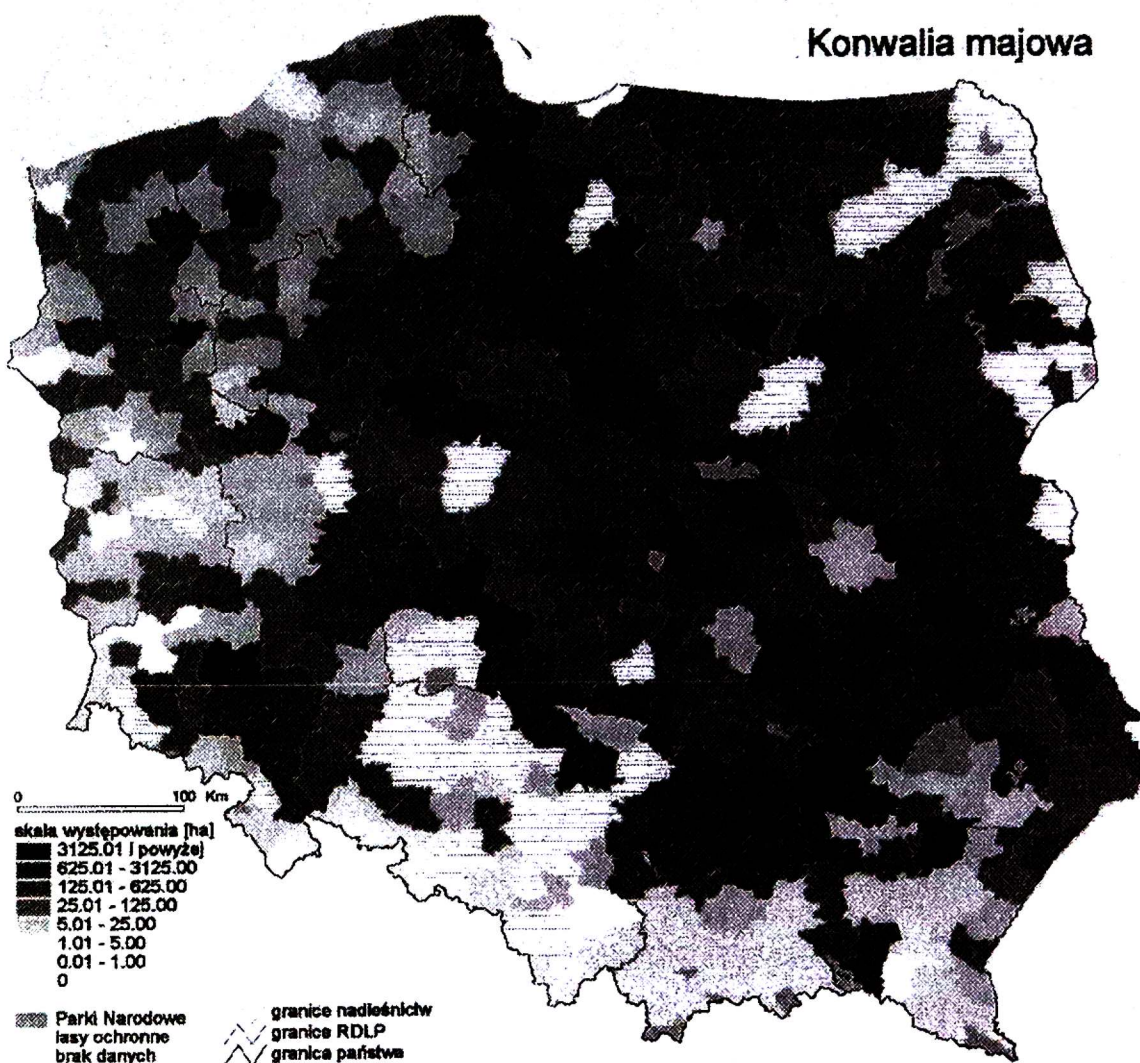 Konwalia majowa
0 100 Km
skala występowania [ha]
3125.01 i powyżej
625.01 - 3125.00
125.01 - 625.00
25.01 - 125.00
5.01 - 25.00
1.01 - 5.00
0.01 - 1.00
0
Parki Narodowe
lasy ochronne
brak danych
granice nadleśnictw
granice RDLP
granica państwa